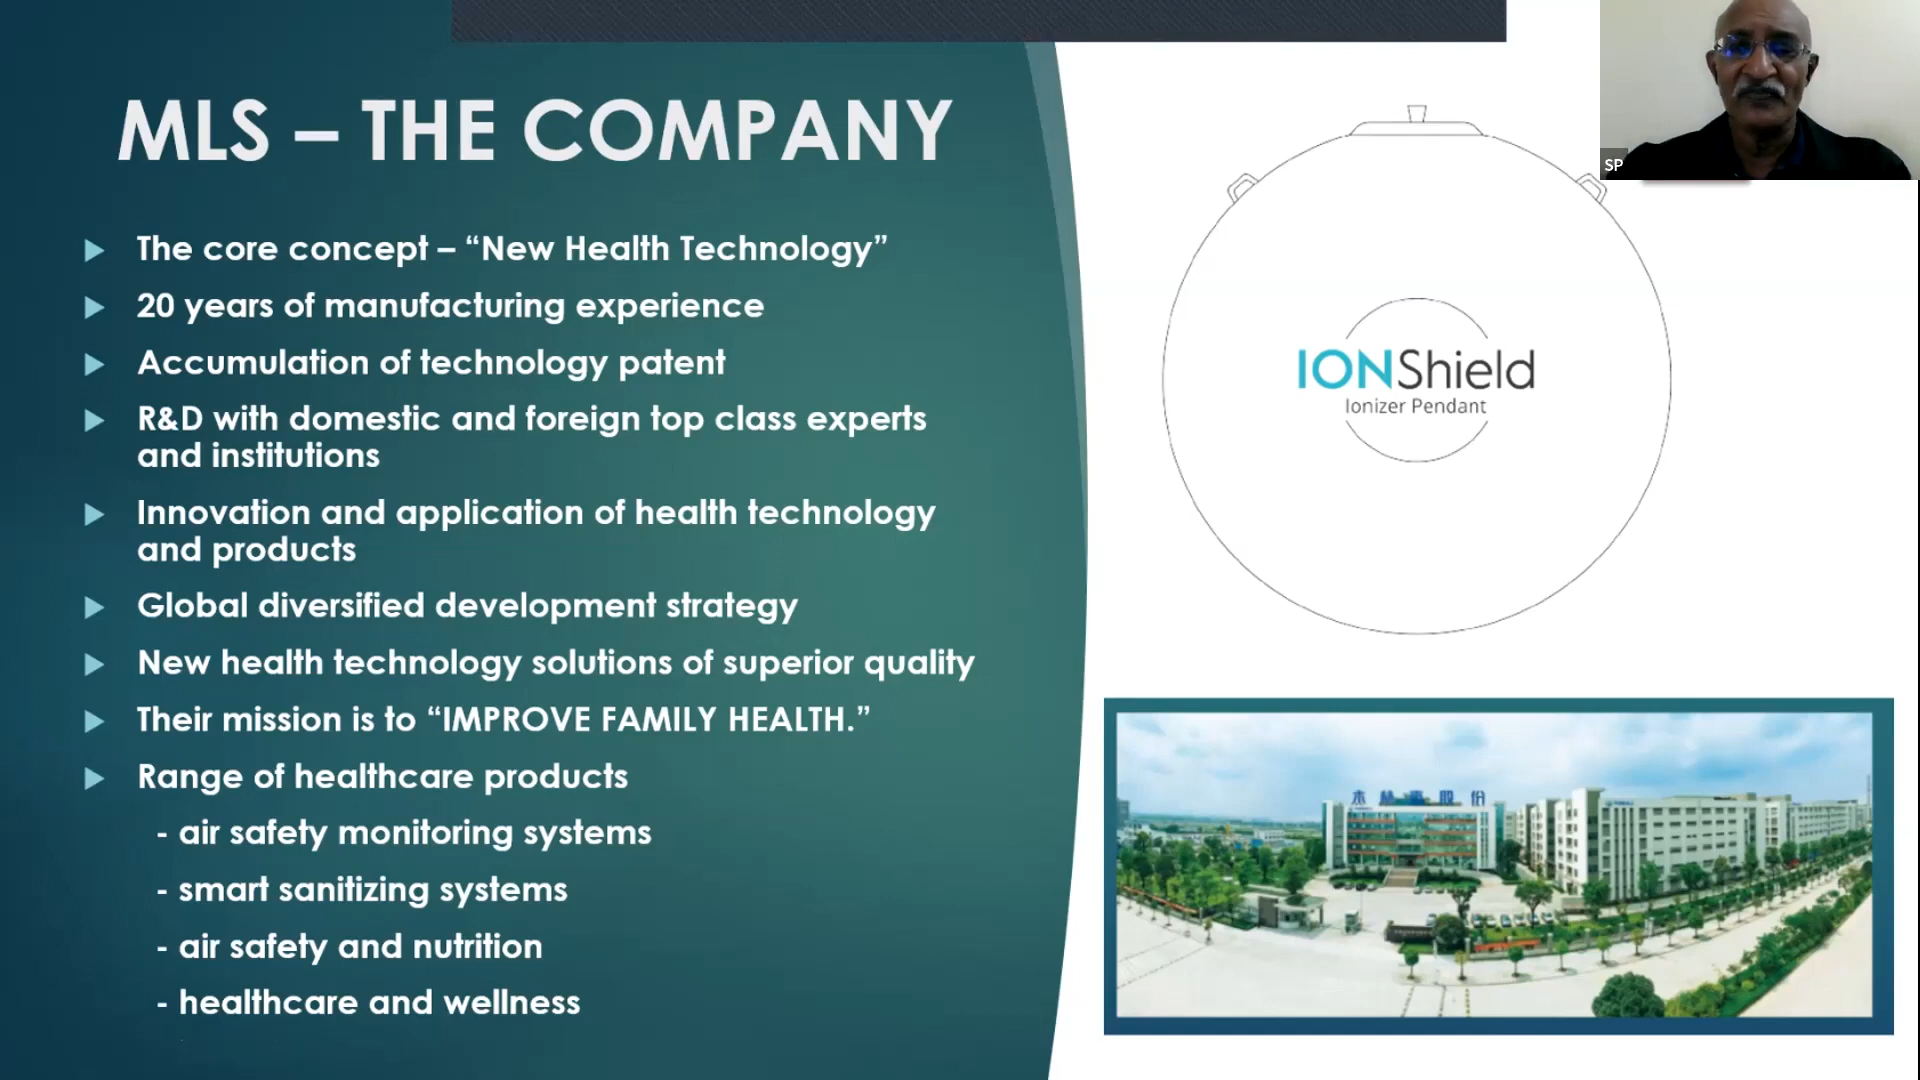 MLS – THE COMPANY
The core concept – “New Health Technology”
20 years of manufacturing experience
Accumulation of technology patent
R&D with domestic and foreign top class experts
and institutions
Innovation and application of health technology
and products
Global diversified development strategy
New health technology solutions of superior quality
Their mission is to “IMPROVE FAMILY HEALTH.”
Range of healthcare products
- air safety monitoring systems
- smart sanitizing systems
- air safety and nutrition
- healthcare and wellness
IONShield
Ionizer Pendant
SP
股份